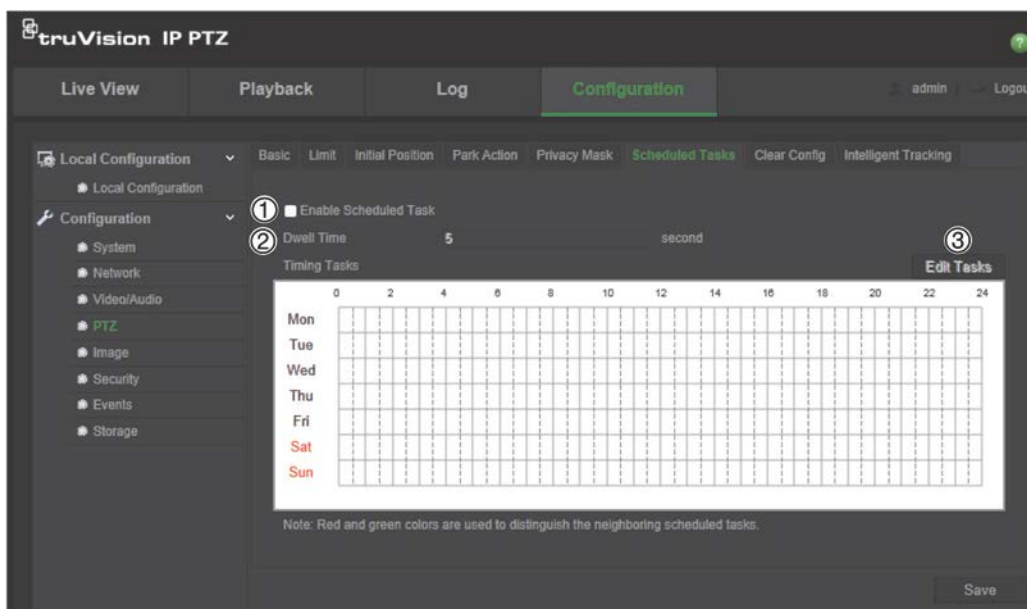 truVision IP PTZ
?
Live View Playback Log Configuration admin Logou
Local Configuration
Local Configuration
Configuration
System
Network
Video/Audio
PTZ
Image
Security
Events
Storage
Basic Limit Initial Position Park Action Privacy Mask Scheduled Tasks Clear Config Intelligent Tracking
① Enable Scheduled Task
② Dwell Time 5 second
③
Timing Tasks Edit Tasks
0 2 4 6 8 10 12 14 16 18 20 22 24
Mon
Tue
Wed
Thu
Fri
Sat
Sun
Note: Red and green colors are used to distinguish the neighboring scheduled tasks.
Save